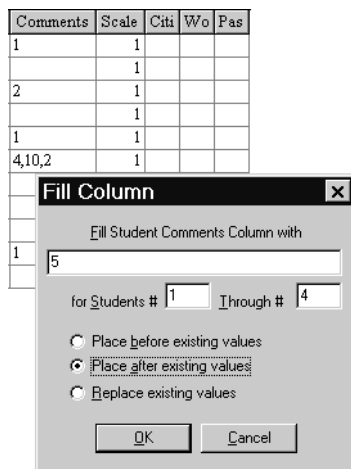 Comments Scale Citi Wo Pas
1 1
1
2 1
1
1 1
4,10,2 1
Fill Column
Fill Student Comments Column with
1
5
for Students # 1 Through # 4
Place before existing values
Place after existing values
Replace existing values
OK Cancel